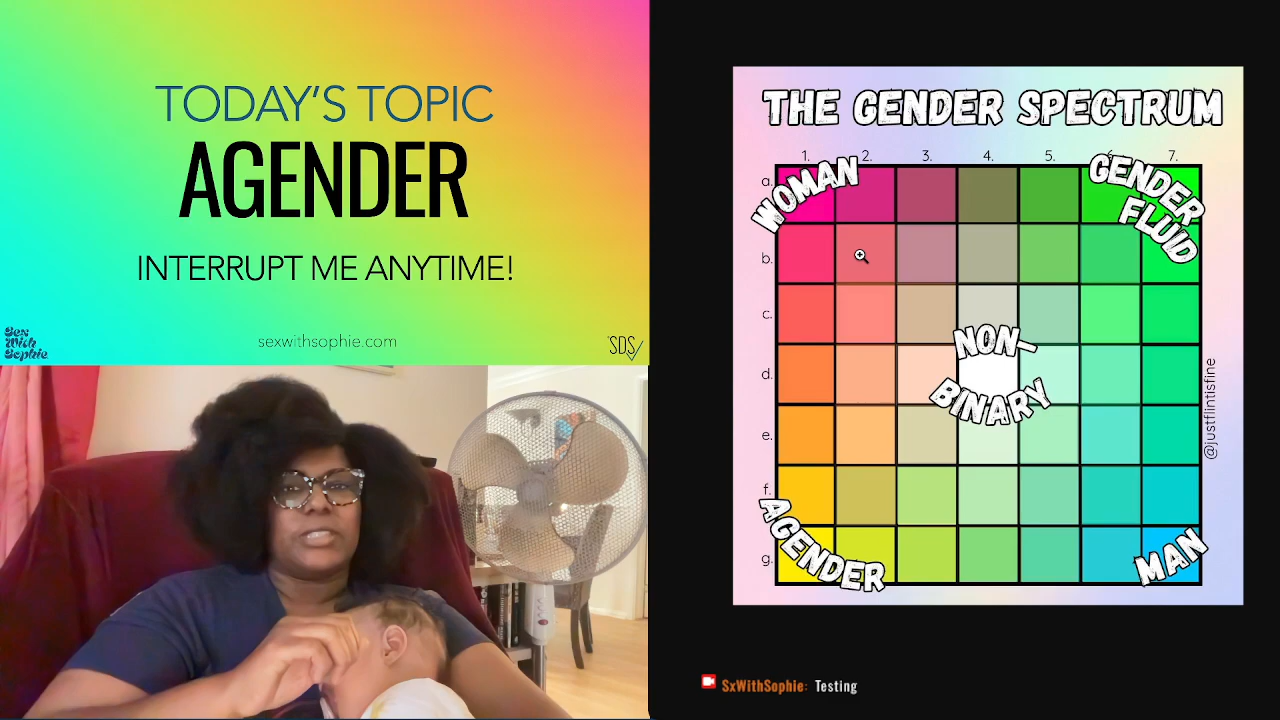 TODAY'S TOPIC
AGENDER
INTERRUPT ME ANYTIME!
Sex
With
Sophie
sexwithsophie.com
SDS
THE GENDER SPECTRUM
1. 2. 3. 4. 5. 6. 7.
a.
b.
c.
d.
e.
f.
g.
WOMAN
GENDER
FLUID
NON-
BINARY
AGENDER
MAN
@justflintisfine
SxWithSophie: Testing